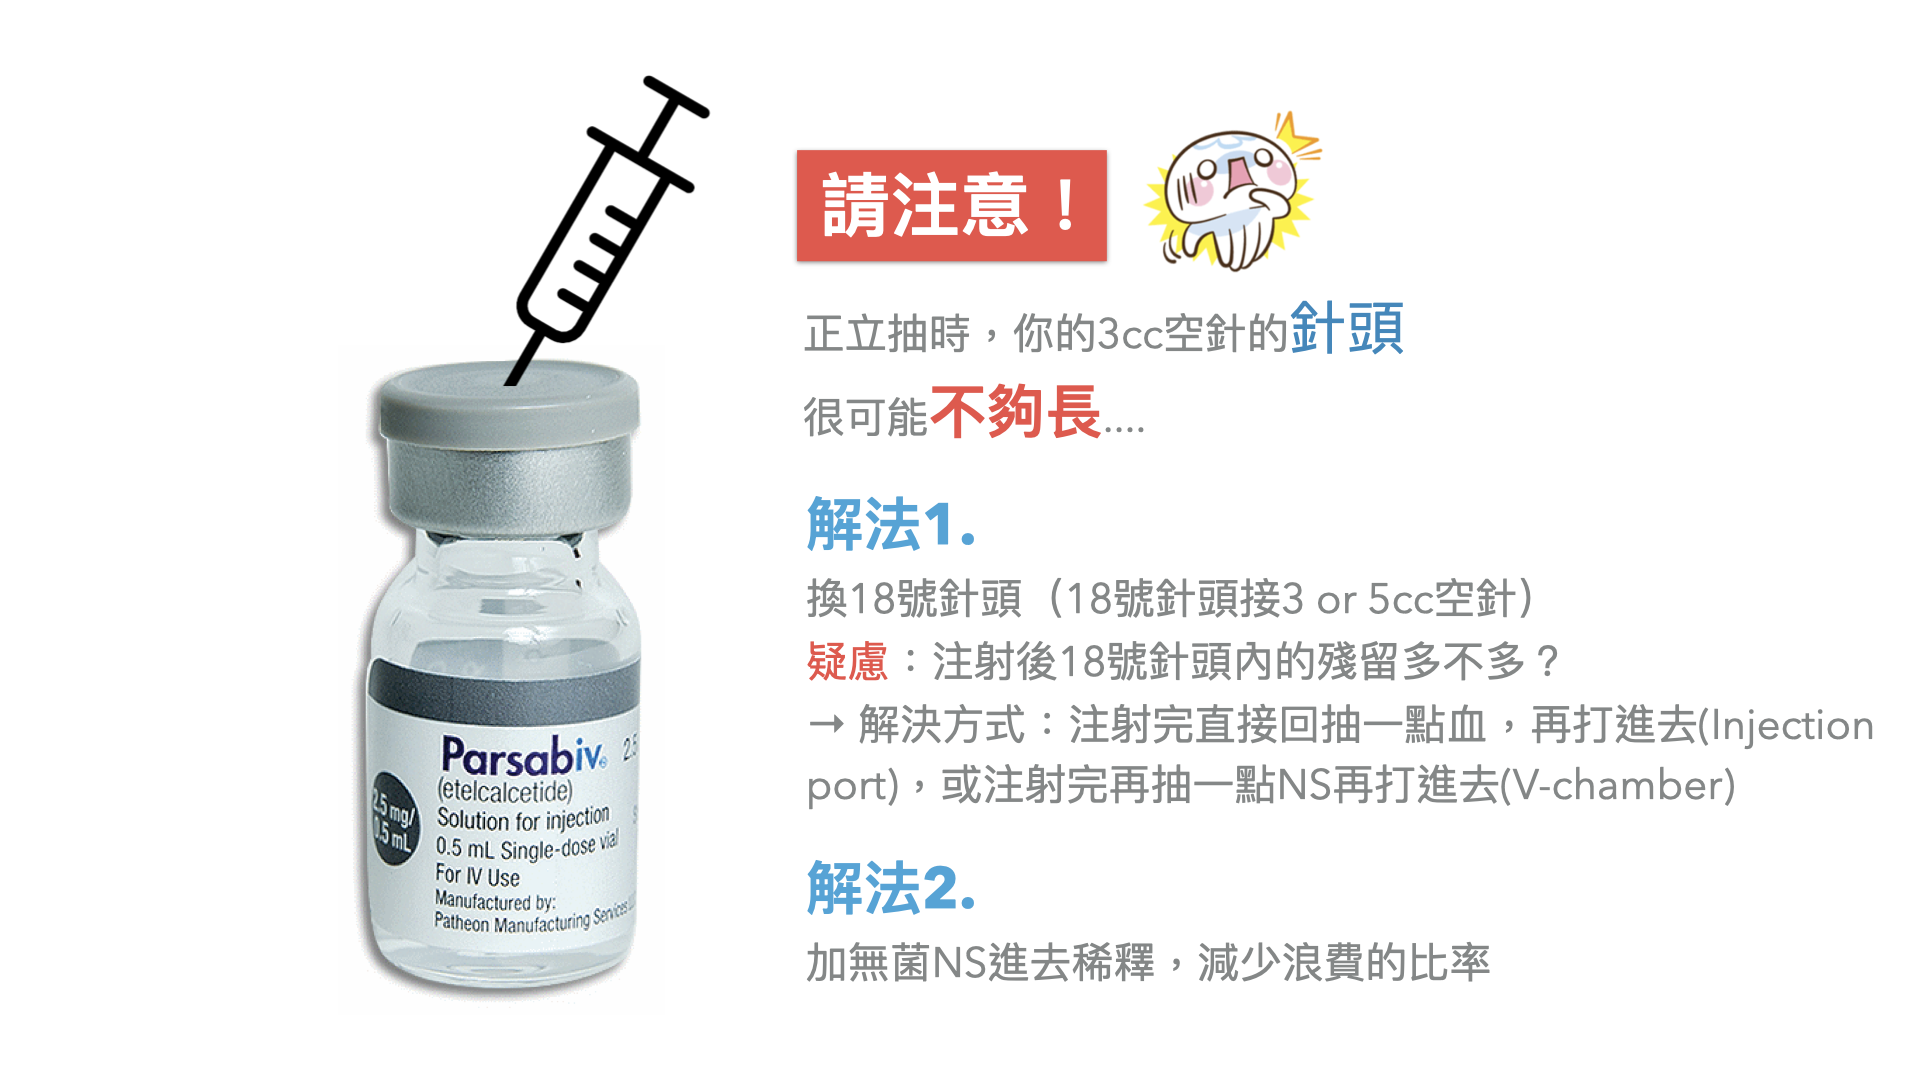 請注意！
正立抽時，你的3cc空針的針頭
很可能不夠長....
解法1.
換18號針頭（18號針頭接3 or 5cc空針）
疑慮：注射後18號針頭內的殘留多不多？
→ 解決方式：注射完直接回抽一點血，再打進去(Injection
port)，或注射完再抽一點NS再打進去(V-chamber)
解法2.
加無菌NS進去稀釋，減少浪費的比率
Parsabiv® 2.5
(etelcalcetide)
Solution for injection
0.5 mL Single-dose vial
For IV Use
Manufactured by:
Patheon Manufacturing Services
2.5 mg/
0.5 mL